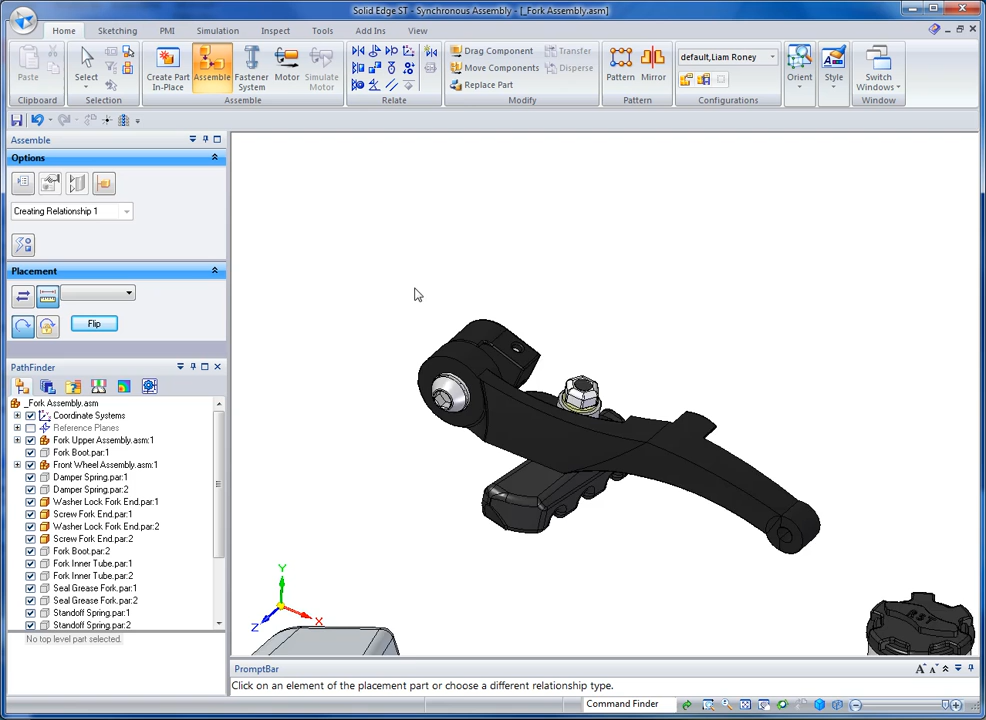 Solid Edge ST - Synchronous Assembly - [_Fork Assembly.asm]
Home Sketching PMI Simulation Inspect Tools Add Ins View
Paste
Clipboard
Select
Selection
Create Part In-Place
Assemble
Fastener System
Motor
Simulate Motor
Assemble
Relate
Drag Component
Move Components
Replace Part
Transfer
Disperse
Modify
Pattern
Mirror
Pattern
default,Liam Roney
Configurations
Orient
Style
Switch Windows
Window
Assemble
Options
Creating Relationship 1
Placement
Flip
PathFinder
_Fork Assembly.asm
Coordinate Systems
Reference Planes
Fork Upper Assembly.asm:1
Fork Boot.par:1
Front Wheel Assembly.asm:1
Damper Spring.par:1
Damper Spring.par:2
Washer Lock Fork End.par:1
Screw Fork End.par:1
Washer Lock Fork End.par:2
Screw Fork End.par:2
Fork Boot.par:2
Fork Inner Tube.par:1
Fork Inner Tube.par:2
Seal Grease Fork.par:1
Seal Grease Fork.par:2
Standoff Spring.par:1
Standoff Spring.par:2
No top level part selected.
Y
X
Z
PromptBar
Click on an element of the placement part or choose a different relationship type.
Command Finder